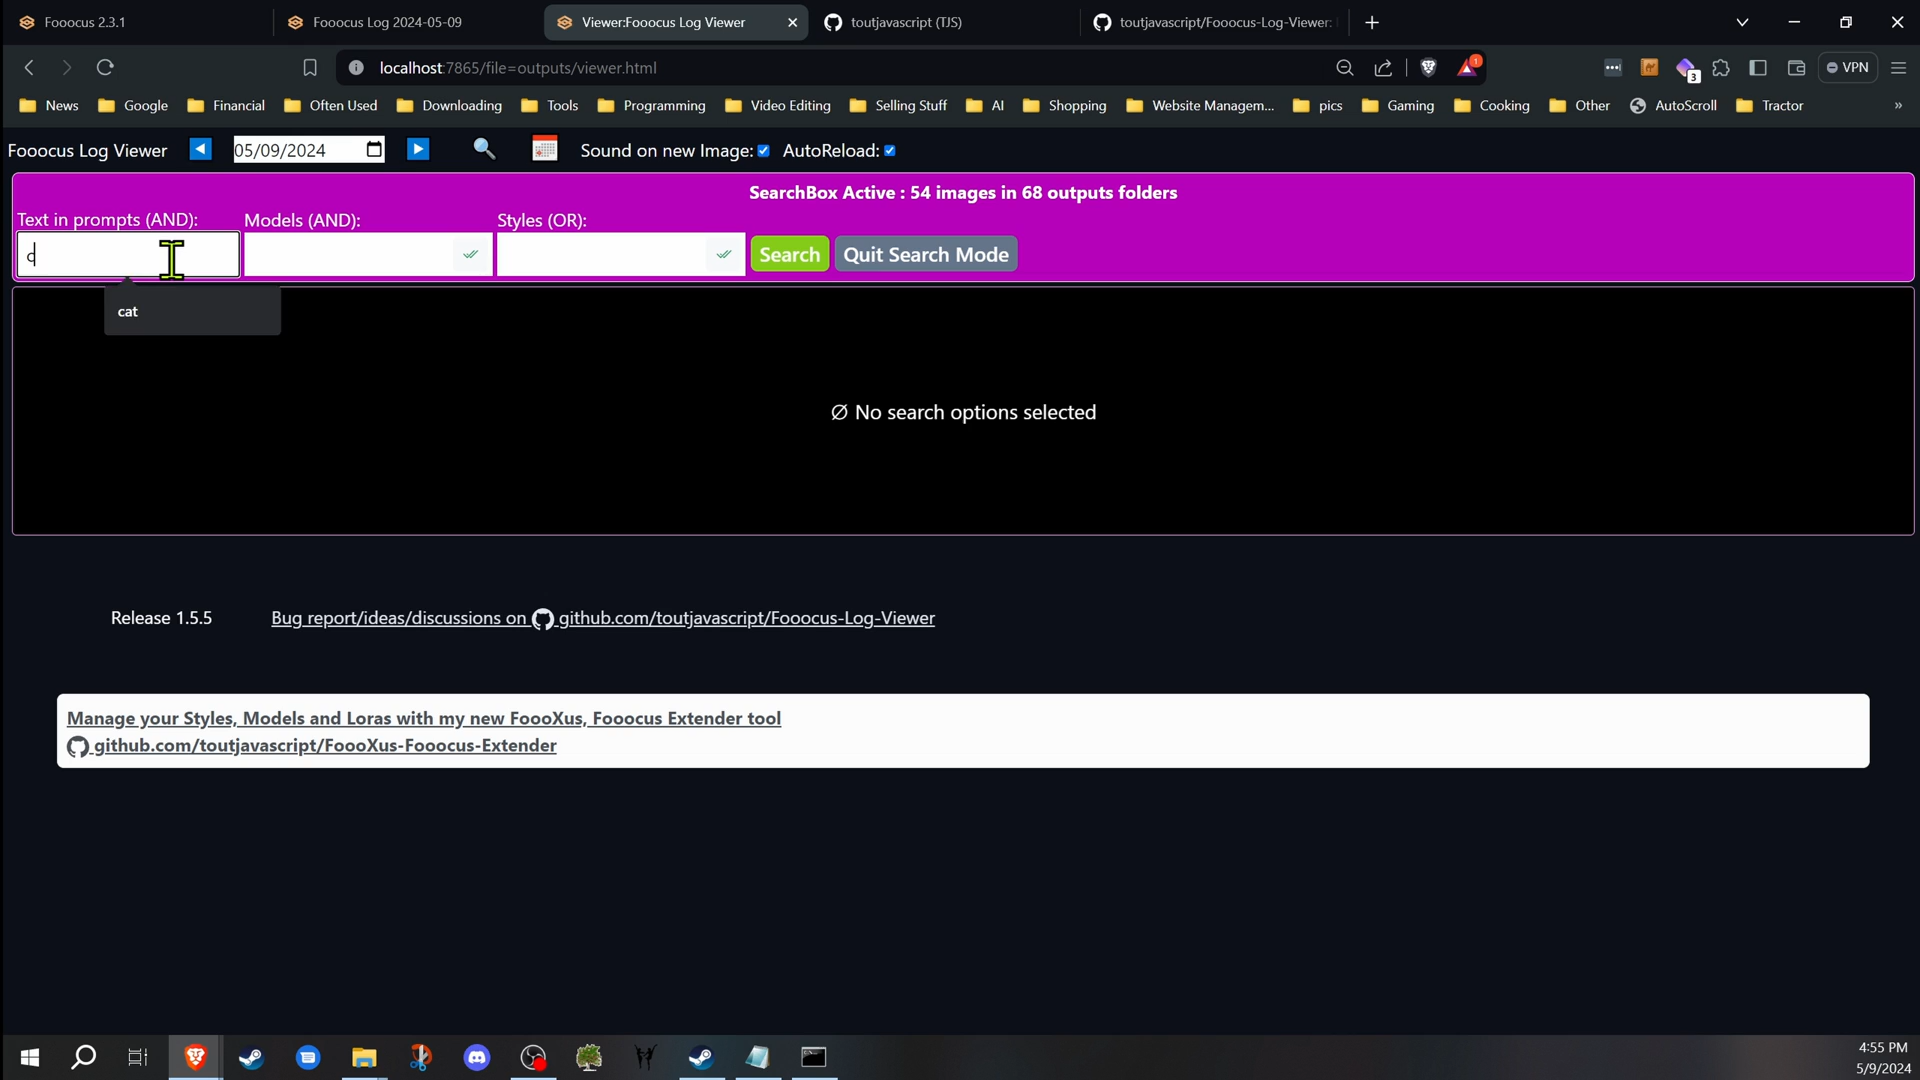 Fooocus 2.3.1
Fooocus Log 2024-05-09
Viewer:Fooocus Log Viewer
toutjavascript (TJS)
toutjavascript/Fooocus-Log-Viewer:
localhost:7865/file=outputs/viewer.html
1
3
VPN
News
Google
Financial
Often Used
Downloading
Tools
Programming
Video Editing
Selling Stuff
AI
Shopping
Website Managem...
pics
Gaming
Cooking
Other
AutoScroll
Tractor
»
Fooocus Log Viewer
05/09/2024
Sound on new Image:
AutoReload:
SearchBox Active : 54 images in 68 outputs folders
Text in prompts (AND):
Models (AND):
Styles (OR):
c
Search
Quit Search Mode
cat
∅ No search options selected
Release 1.5.5
Bug report/ideas/discussions on github.com/toutjavascript/Fooocus-Log-Viewer
Manage your Styles, Models and Loras with my new FoooXus, Fooocus Extender tool
github.com/toutjavascript/FoooXus-Fooocus-Extender
4:55 PM
5/9/2024